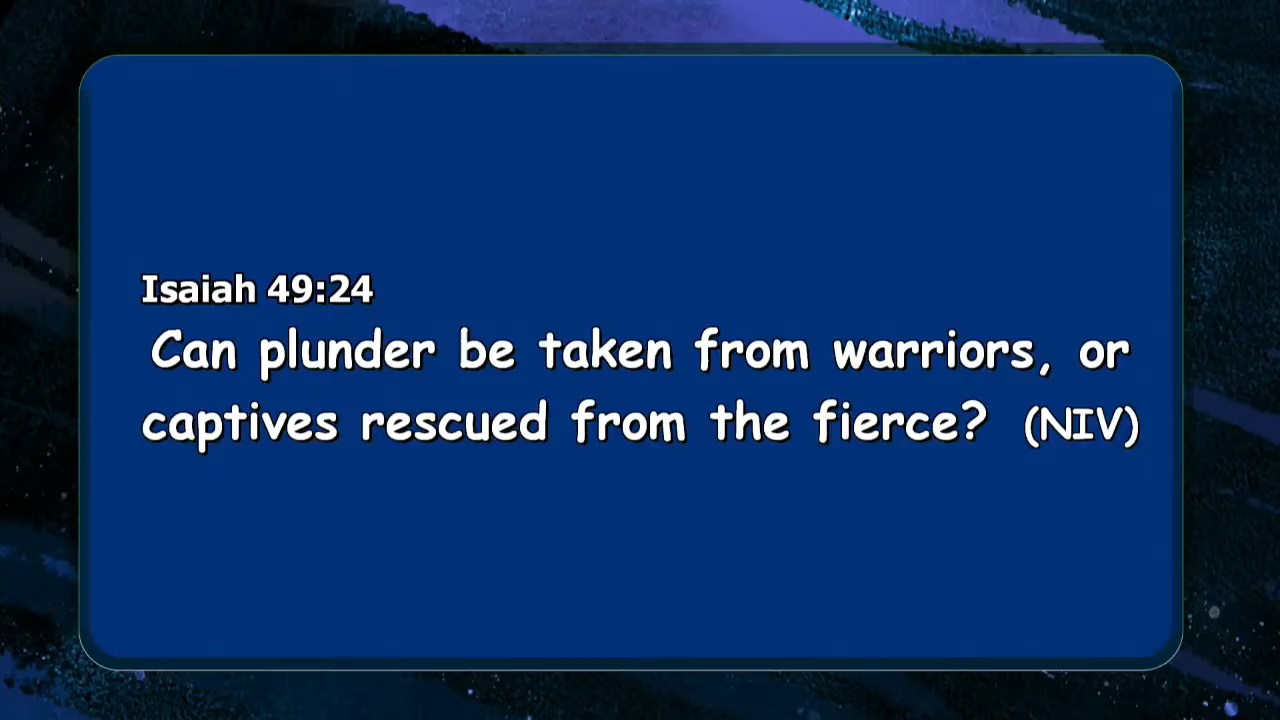 Isaiah 49:24
Can plunder be taken from warriors, or
captives rescued from the fierce? (NIV)